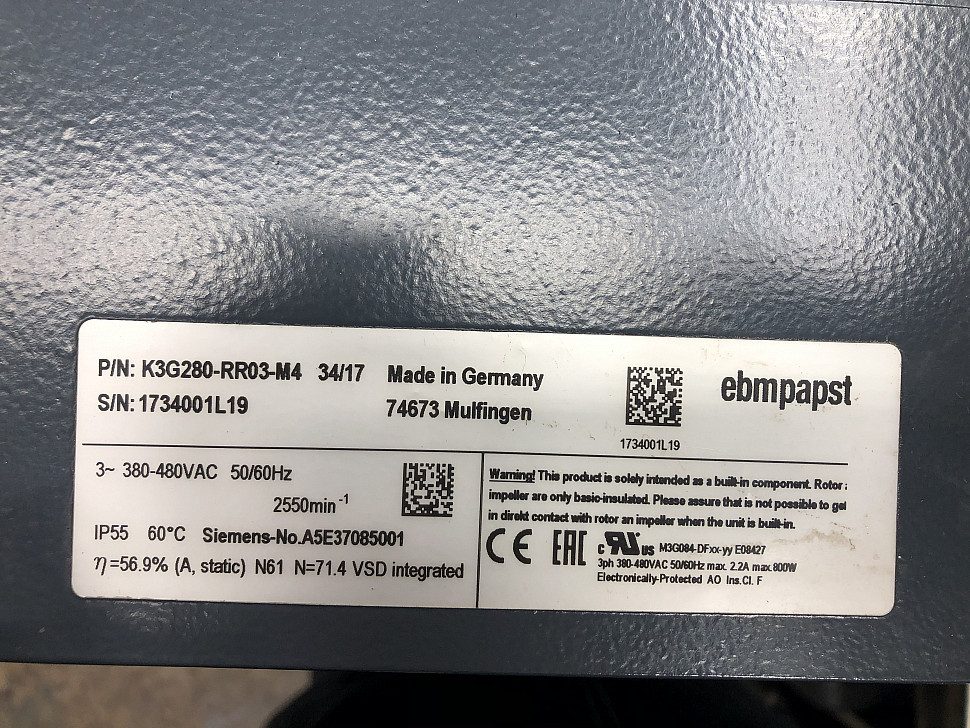 P/N: K3G280-RR03-M4 34/17 Made in Germany
S/N: 1734001L19 74673 Mulfingen
ebmpapst
1734001L19
3~ 380-480VAC 50/60Hz
2550min⁻¹
IP55 60°C Siemens-No.A5E37085001
η=56.9% (A, static) N61 N=71.4 VSD integrated
Warning! This product is solely intended as a built-in component. Rotor
impeller are only basic-insulated. Please assure that is not possible to get
in direkt contact with rotor an impeller when the unit is built-in.
CE EAC c RU US M3G084-DFxx-yy E08427
3ph 380-480VAC 50/60Hz max. 2.2A max.800W
Electronically-Protected AO Ins.Cl. F